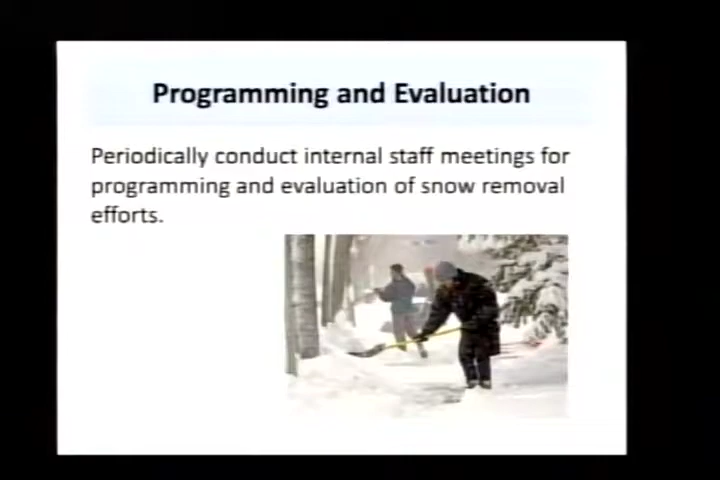 Programming and Evaluation
Periodically conduct internal staff meetings for
programming and evaluation of snow removal
efforts.